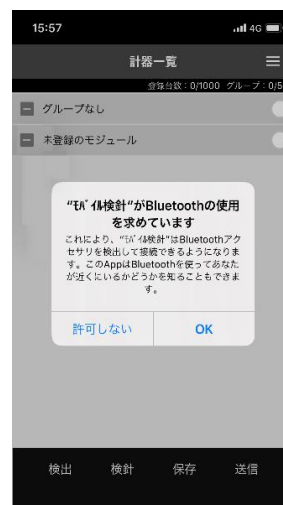 15:57
4G
計器一覧
登録台数：0/1000 グループ：0/5
グループなし
未登録のモジュール
“ﾓﾊﾞｲﾙ検針”がBluetoothの使用
を求めています
これにより、“ﾓﾊﾞｲﾙ検針”はBluetoothアク
セサリを検出して接続できるようになりま
す。このAppはBluetoothを使ってあなた
が近くにいるかどうかを知ることもできま
す。
許可しない OK
検出 検針 保存 送信